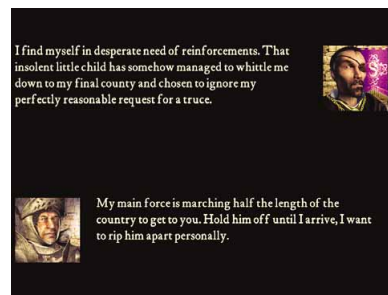 I find myself in desperate need of reinforcements. That
insolent little child has somehow managed to whittle me
down to my final county and chosen to ignore my
perfectly reasonable request for a truce.
My main force is marching half the length of the
country to get to you. Hold him off until I arrive, I want
to rip him apart personally.